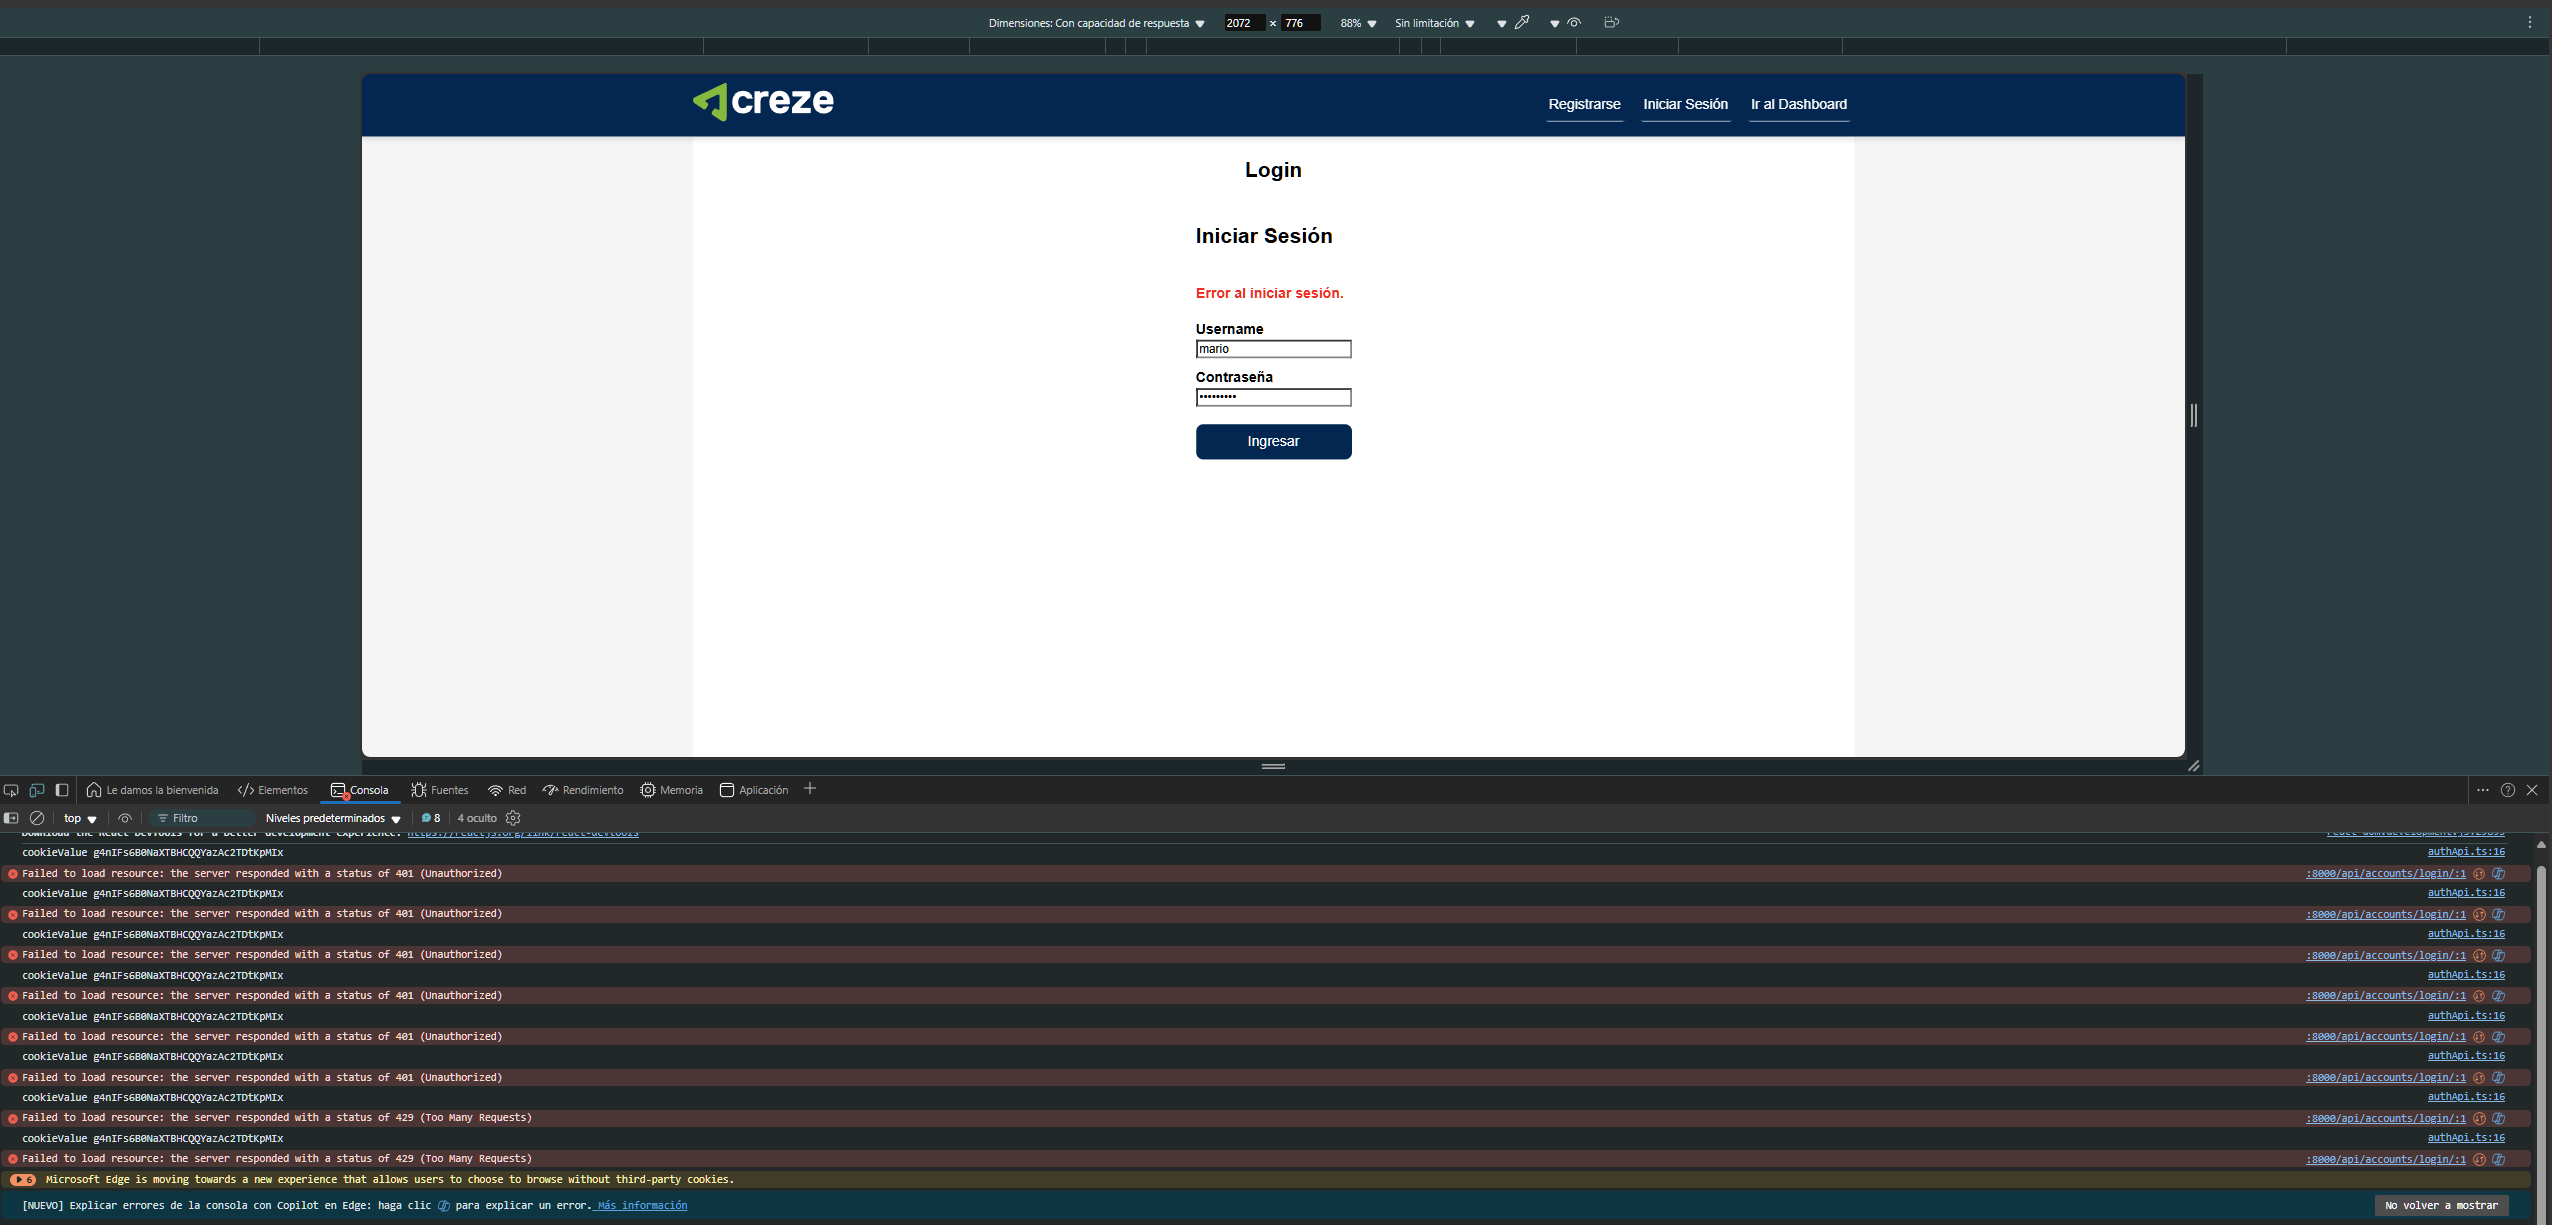 Dimensiones: Con capacidad de respuesta 2072 × 776 88% Sin limitación
creze
Registrarse Iniciar Sesión Ir al Dashboard
Login
Iniciar Sesión
Error al iniciar sesión.
Username
mario
Contraseña
•••••••••
Ingresar
Le damos la bienvenida Elementos Consola Fuentes Red Rendimiento Memoria Aplicación
top Filtro Niveles predeterminados 8 4 oculto
Download the React DevTools for a better development experience: https://reactjs.org/link/react-devtools
cookieValue g4nIFs6B0NaXTBHCQQYazAc2TDtKpMIx authApi.ts:16
Failed to load resource: the server responded with a status of 401 (Unauthorized) :8000/api/accounts/login/:1
cookieValue g4nIFs6B0NaXTBHCQQYazAc2TDtKpMIx authApi.ts:16
Failed to load resource: the server responded with a status of 401 (Unauthorized) :8000/api/accounts/login/:1
cookieValue g4nIFs6B0NaXTBHCQQYazAc2TDtKpMIx authApi.ts:16
Failed to load resource: the server responded with a status of 401 (Unauthorized) :8000/api/accounts/login/:1
cookieValue g4nIFs6B0NaXTBHCQQYazAc2TDtKpMIx authApi.ts:16
Failed to load resource: the server responded with a status of 401 (Unauthorized) :8000/api/accounts/login/:1
cookieValue g4nIFs6B0NaXTBHCQQYazAc2TDtKpMIx authApi.ts:16
Failed to load resource: the server responded with a status of 401 (Unauthorized) :8000/api/accounts/login/:1
cookieValue g4nIFs6B0NaXTBHCQQYazAc2TDtKpMIx authApi.ts:16
Failed to load resource: the server responded with a status of 401 (Unauthorized) :8000/api/accounts/login/:1
cookieValue g4nIFs6B0NaXTBHCQQYazAc2TDtKpMIx authApi.ts:16
Failed to load resource: the server responded with a status of 429 (Too Many Requests) :8000/api/accounts/login/:1
cookieValue g4nIFs6B0NaXTBHCQQYazAc2TDtKpMIx authApi.ts:16
Failed to load resource: the server responded with a status of 429 (Too Many Requests) :8000/api/accounts/login/:1
6 Microsoft Edge is moving towards a new experience that allows users to choose to browse without third-party cookies.
[NUEVO] Explicar errores de la consola con Copilot en Edge: haga clic para explicar un error. Más información No volver a mostrar